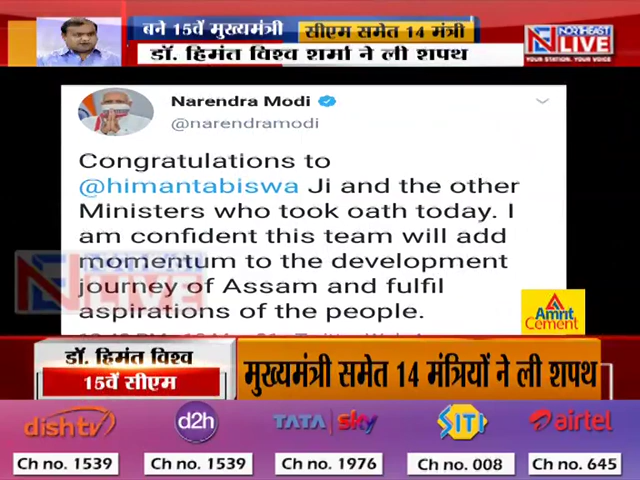 बने 15वें मुख्यमंत्री
सीएम समेत 14 मंत्री
डॉ. हिमंत विश्व शर्मा ने ली शपथ
NORTHEAST
LIVE
YOUR STATION. YOUR VOICE
Narendra Modi
@narendramodi
Congratulations to
@himantabiswa Ji and the other
Ministers who took oath today. I
am confident this team will add
momentum to the development
journey of Assam and fulfil
aspirations of the people.
NORTHEAST
LIVE
Amrit
Cement
डॉ. हिमंत विश्व
15वें सीएम
मुख्यमंत्री समेत 14 मंत्रियों ने ली शपथ
dishtv
d2h
TATA sky
SITI
airtel
Ch no. 1539
Ch no. 1539
Ch no. 1976
Ch no. 008
Ch no. 645